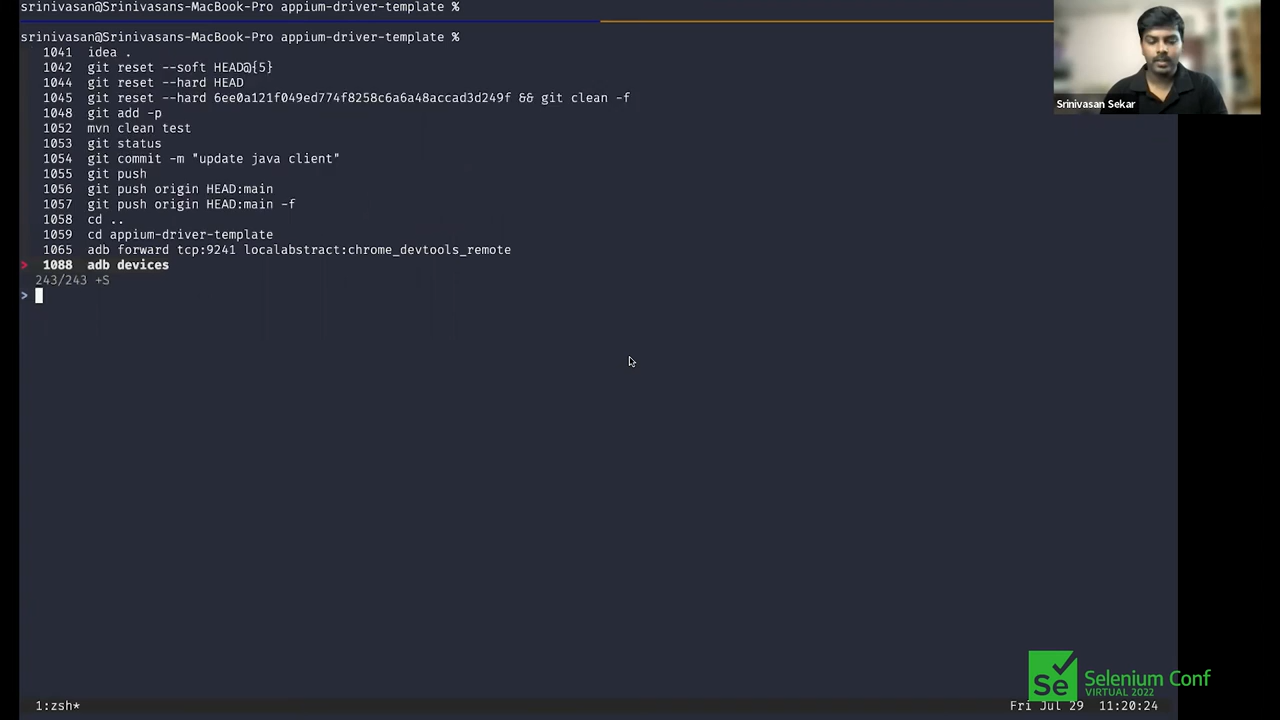 srinivasan@Srinivasans-MacBook-Pro appium-driver-template %
srinivasan@Srinivasans-MacBook-Pro appium-driver-template %
1041 idea .
1042 git reset --soft HEAD@{5}
1044 git reset --hard HEAD
1045 git reset --hard 6ee0a121f049ed774f8258c6a6a48accad3d249f && git clean -f
1048 git add -p
1052 mvn clean test
1053 git status
1054 git commit -m "update java client"
1055 git push
1056 git push origin HEAD:main
1057 git push origin HEAD:main -f
1058 cd ..
1059 cd appium-driver-template
1065 adb forward tcp:9241 localabstract:chrome_devtools_remote
> 1088 adb devices
243/243 +S
>
Srinivasan Sekar
Se Selenium Conf
VIRTUAL 2022
1:zsh*
Fri Jul 29 11:20:24